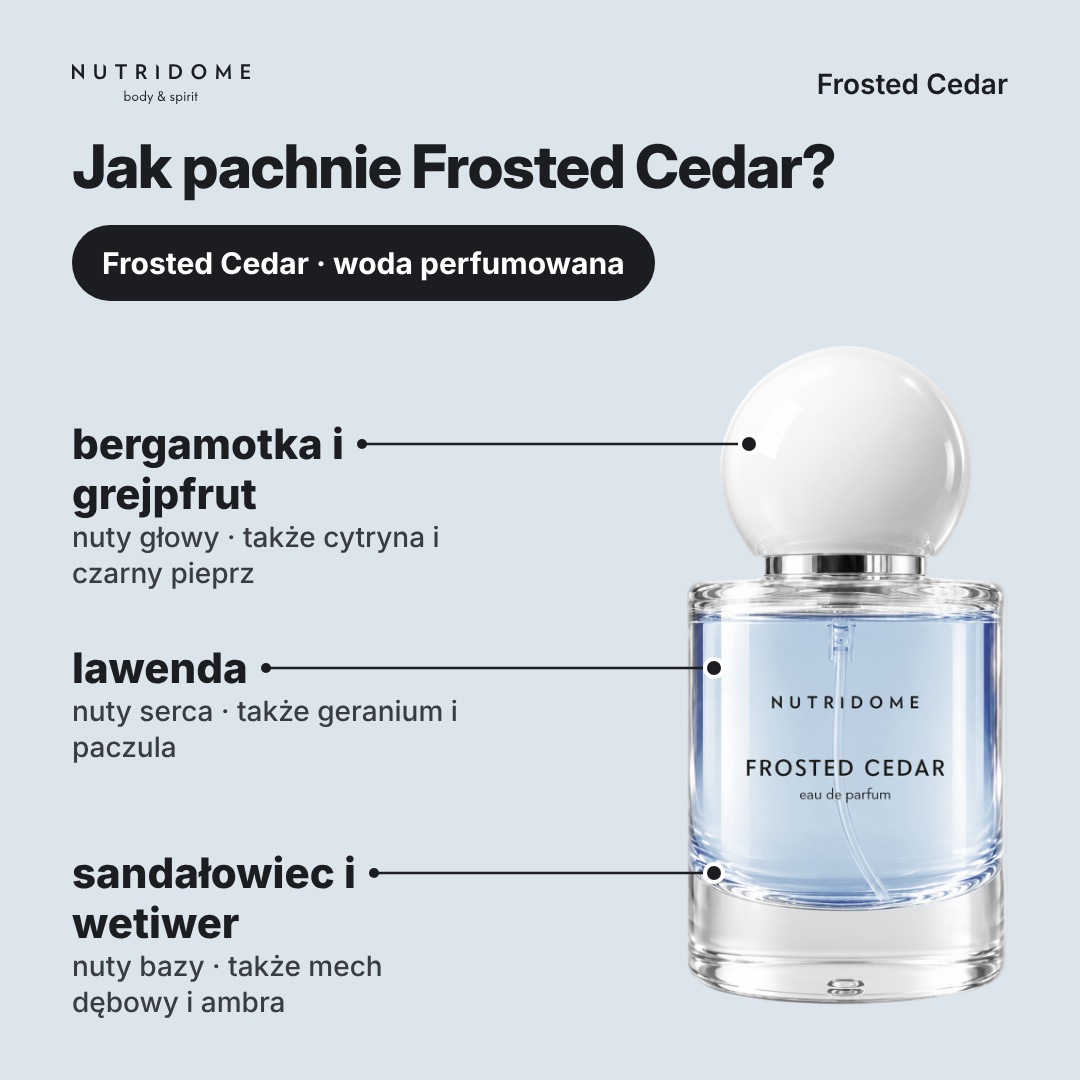 NUTRIDOME
body & spirit
Frosted Cedar
Jak pachnie Frosted Cedar?
Frosted Cedar · woda perfumowana
bergamotka i
grejpfrut
nuty głowy · także cytryna i
czarny pieprz
lawenda
nuty serca · także geranium i
paczula
sandałowiec i
wetiwer
nuty bazy · także mech
dębowy i ambra
NUTRIDOME
FROSTED CEDAR
eau de parfum